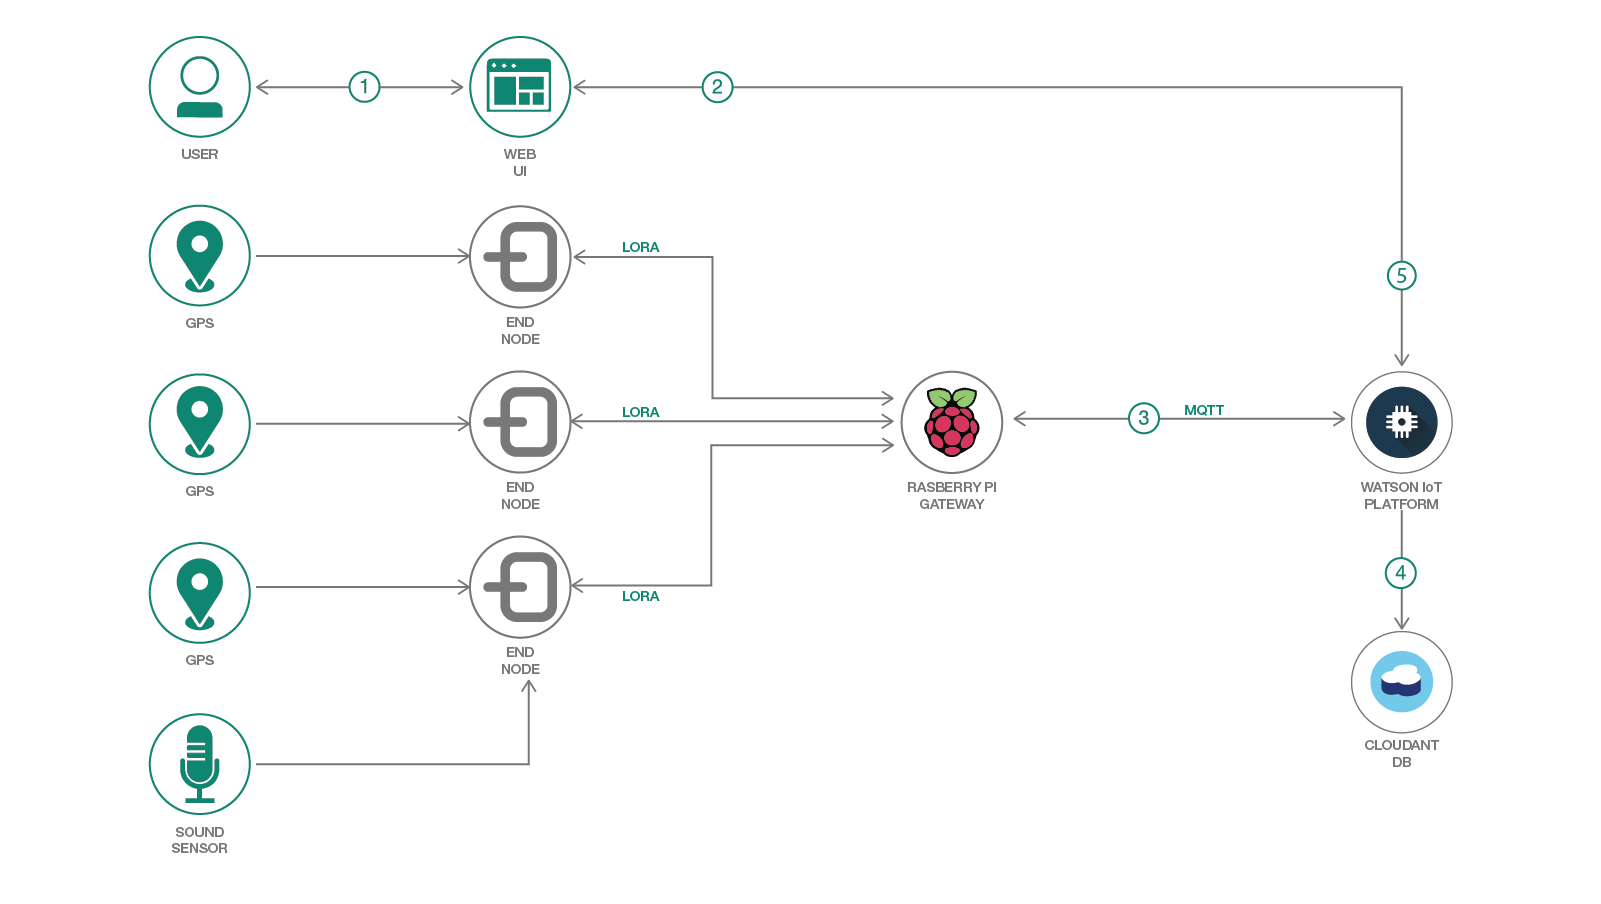 1
2
USER
WEB
UI
LORA
5
GPS
END
NODE
LORA
3
MQTT
GPS
END
NODE
RASBERRY PI
GATEWAY
WATSON IoT
PLATFORM
4
LORA
GPS
END
NODE
CLOUDANT
DB
SOUND
SENSOR